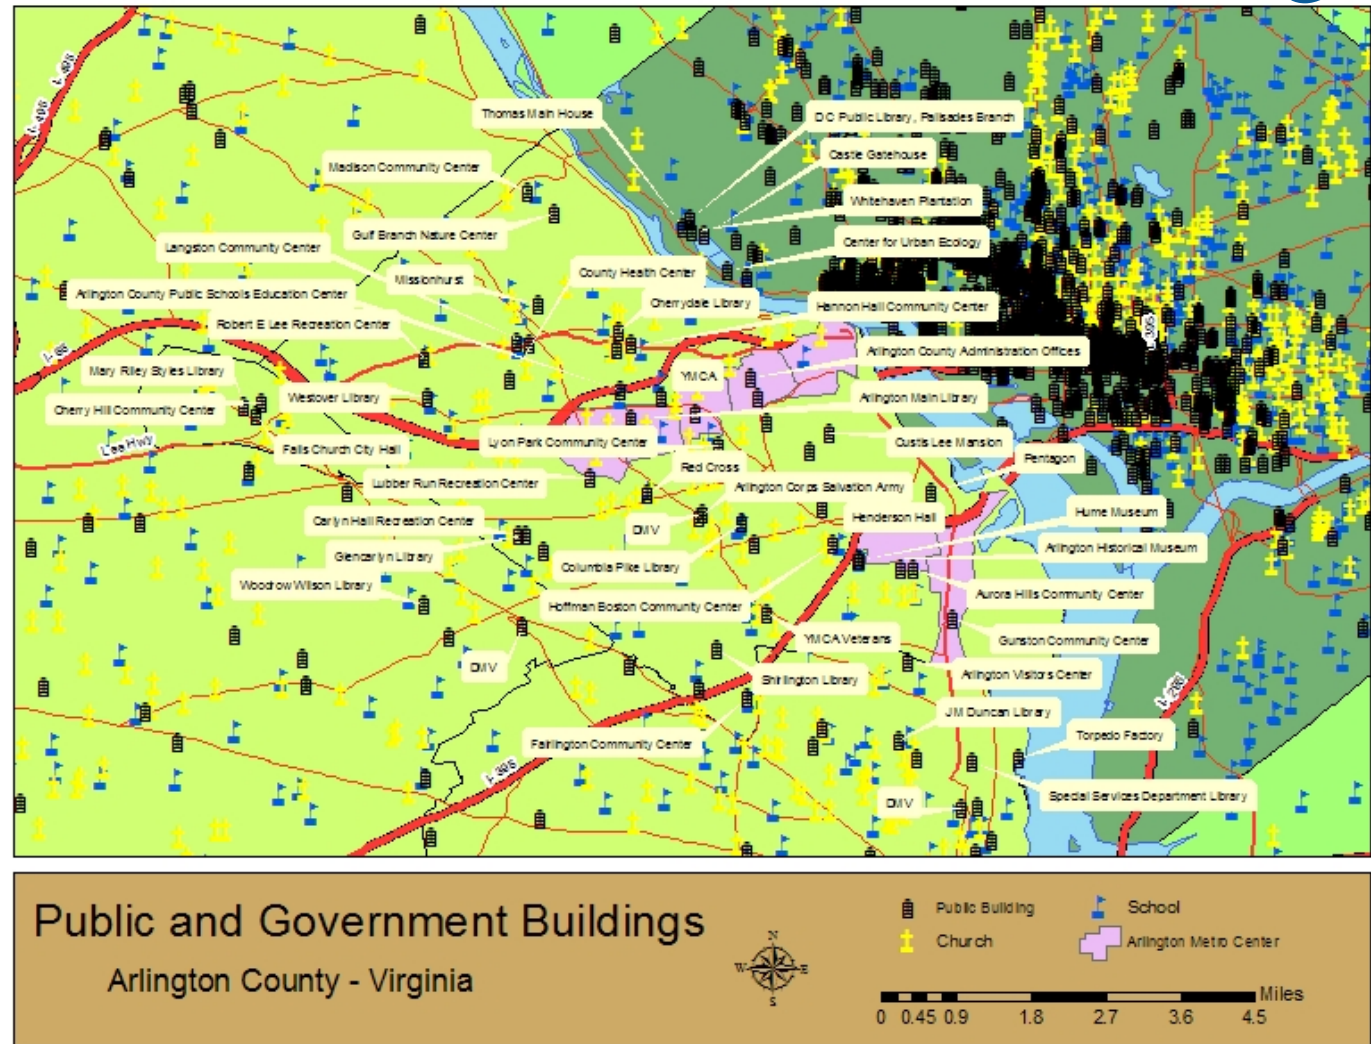 I-495
I-495
Thomas Main House
DC Public Library, Palisades Branch
Castle Gatehouse
Madison Community Center
Whitehaven Plantation
Gulf Branch Nature Center
Center for Urban Ecology
Langston Community Center
Missionhurst
County Health Center
Arlington County Public Schools Education Center
Cherrydale Library
Hannon Hall Community Center
Robert E Lee Recreation Center
I-395
I-66
Arlington County Administration Offices
Mary Riley Styles Library
YMCA
Westover Library
Arlington Main Library
Cherry Hill Community Center
Lee Hwy
Falls Church City Hall
Lyon Park Community Center
Custis Lee Mansion
Red Cross
Pentagon
Lubber Run Recreation Center
Arlington Corps Salvation Army
Carlyn Hall Recreation Center
DMV
Henderson Hall
Hume Museum
Glencarlyn Library
Columbia Pike Library
Arlington Historical Museum
Woodrow Wilson Library
Hoffman Boston Community Center
Aurora Hills Community Center
YMCA Veterans
Gunston Community Center
DMV
Shirlington Library
Arlington Visitors Center
I-295
JM Duncan Library
Fairlington Community Center
Torpedo Factory
I-395
DMV
Special Services Department Library
Public and Government Buildings
Arlington County - Virginia
N
W
E
S
Public Building
School
Church
Arlington Metro Center
Miles
0 0.45 0.9 1.8 2.7 3.6 4.5